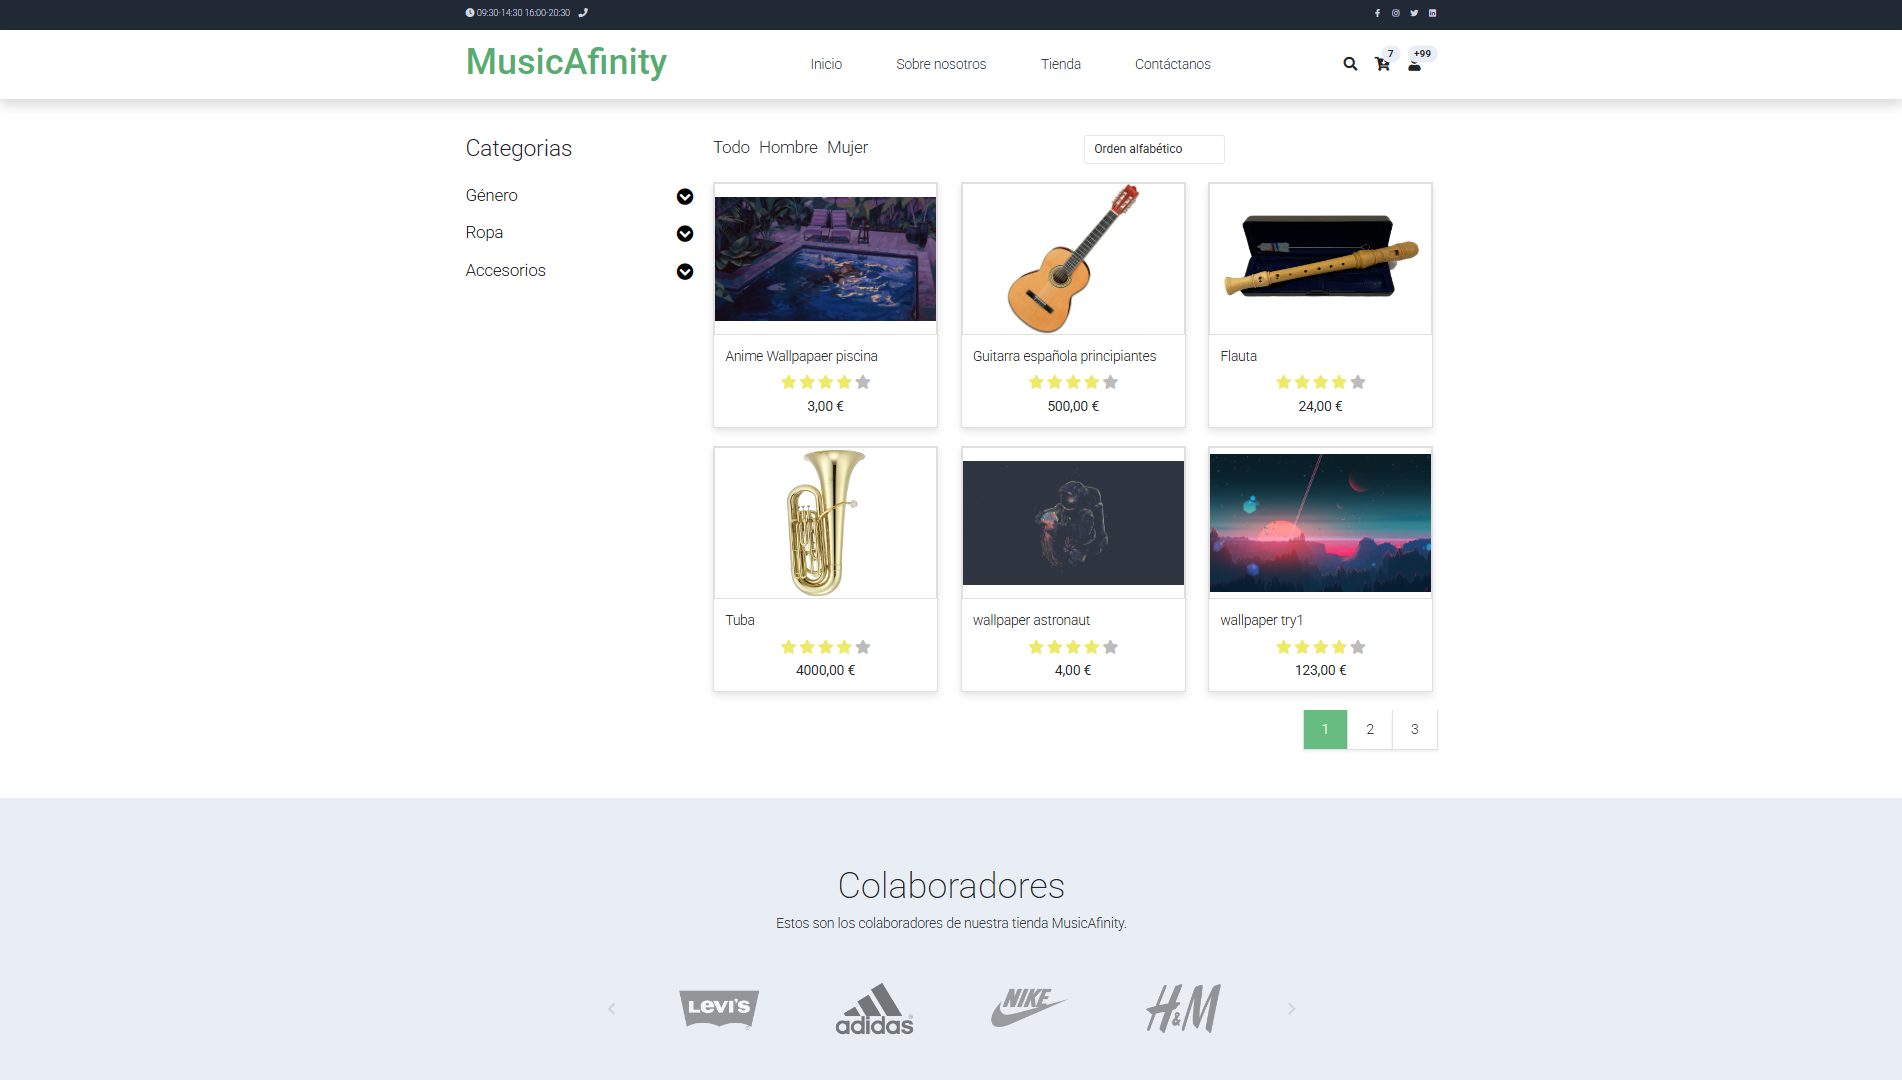 09:30-14:30 16:00-20:30
MusicAfinity
Inicio
Sobre nosotros
Tienda
Contáctanos
7
+99
Categorias
Género
Ropa
Accesorios
Todo Hombre Mujer
Orden alfabético
Anime Wallpapaer piscina
3,00 €
Guitarra española principiantes
500,00 €
Flauta
24,00 €
Tuba
4000,00 €
wallpaper astronaut
4,00 €
wallpaper try1
123,00 €
1 2 3
Colaboradores
Estos son los colaboradores de nuestra tienda MusicAfinity.
LEVI'S
adidas
NIKE
H&M